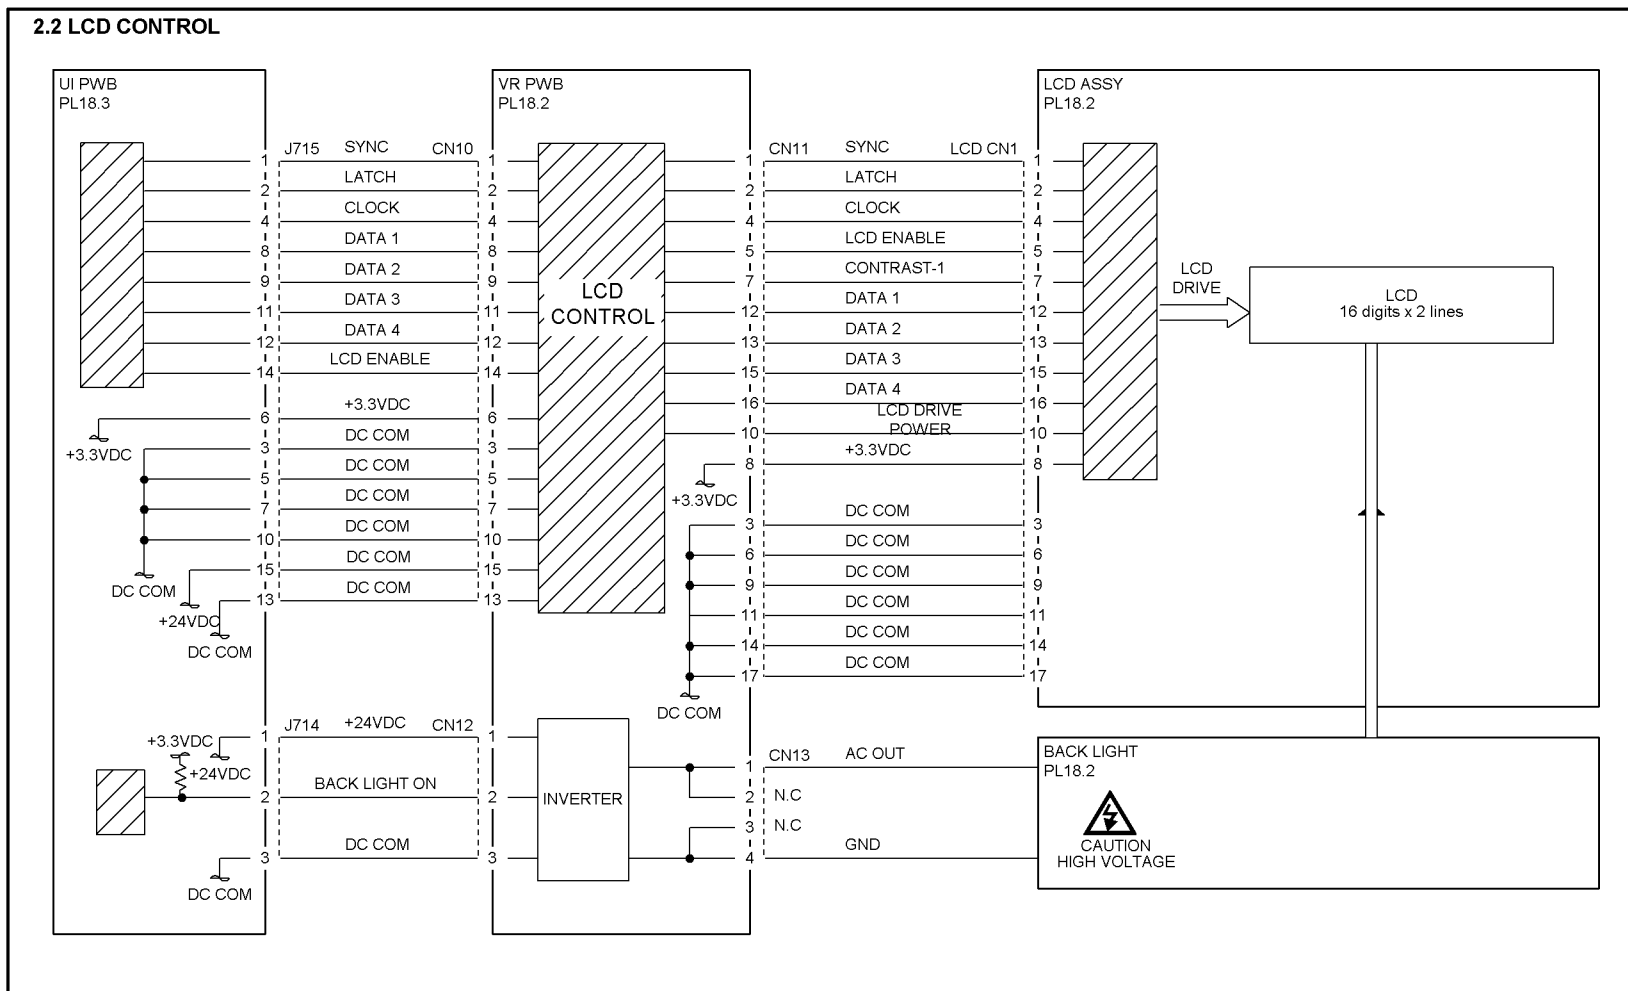 2.2 LCD CONTROL
UI PWB
PL18.3
VR PWB
PL18.2
LCD ASSY
PL18.2
J715 SYNC CN10
1 1
LATCH
2 2
CLOCK
4 4
DATA 1
8 8
DATA 2
9 9
DATA 3
11 11
DATA 4
12 12
LCD ENABLE
14 14
+3.3VDC
6 6
+3.3VDC
DC COM
3 3
DC COM
5 5
DC COM
7 7
DC COM
10 10
DC COM
15 15
DC COM
13 13
DC COM
+24VDC
DC COM
LCD
CONTROL
CN11 SYNC LCD CN1
1 1
LATCH
2 2
CLOCK
4 4
LCD ENABLE
5 5
CONTRAST-1
7 7
DATA 1
12 12
DATA 2
13 13
DATA 3
15 15
DATA 4
16 16
LCD DRIVE
POWER
10 10
+3.3VDC
8 8
+3.3VDC
DC COM
3 3
DC COM
6 6
DC COM
9 9
DC COM
11 11
DC COM
14 14
DC COM
17 17
DC COM
LCD
DRIVE
LCD
16 digits x 2 lines
J714 +24VDC CN12
1 1
+3.3VDC
+24VDC
BACK LIGHT ON
2 2
DC COM
3 3
DC COM
INVERTER
CN13 AC OUT
1
2 N.C
3 N.C
GND
4
BACK LIGHT
PL18.2
CAUTION
HIGH VOLTAGE